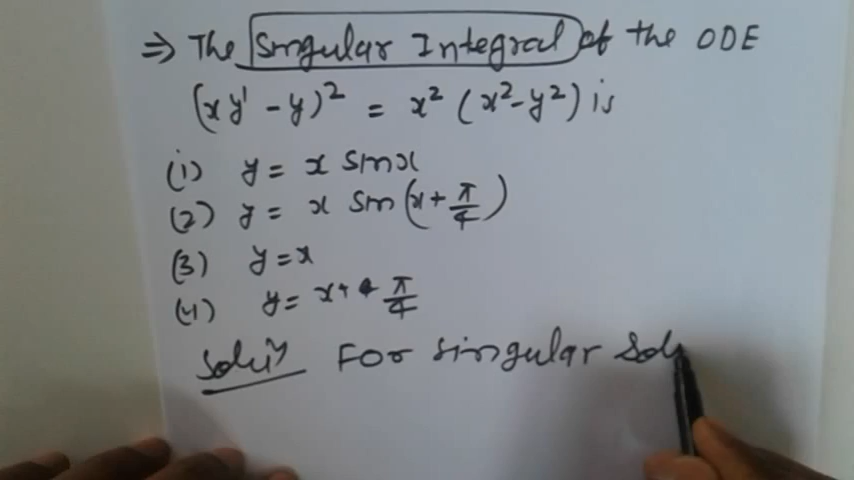 ⇒ The Singular Integral of the ODE
(xy' - y)² = x² (x² - y²) is
(1) y = x sinx
(2) y = x sin(x + π/4)
(3) y = x
(4) y = x + π/4
Soln For singular Sol